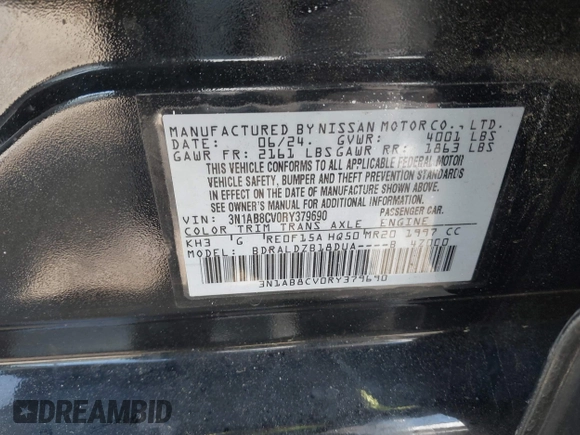 MANUFACTURED BY NISSAN MOTOR CO., LTD.
DATE: 06/24 GVWR: 4001 LBS
GAWR FR: 2161 LBS GAWR RR: 1863 LBS
THIS VEHICLE CONFORMS TO ALL APPLICABLE FEDERAL MOTOR
VEHICLE SAFETY, BUMPER AND THEFT PREVENTION STANDARDS
IN EFFECT ON THE DATE OF MANUFACTURE SHOWN ABOVE.
SEE OWNER'S MANUAL FOR ADDITIONAL INFORMATION.
VIN: 3N1AB8CV0RY379690 PASSENGER CAR.
COLOR TRIM TRANS AXLE ENGINE
KH3 G RE0F15A HQ50 MR20 1997 CC
MODEL: BDRALDZB18DUA----B 47000
3N1AB8CV0RY379690
DREAMBID